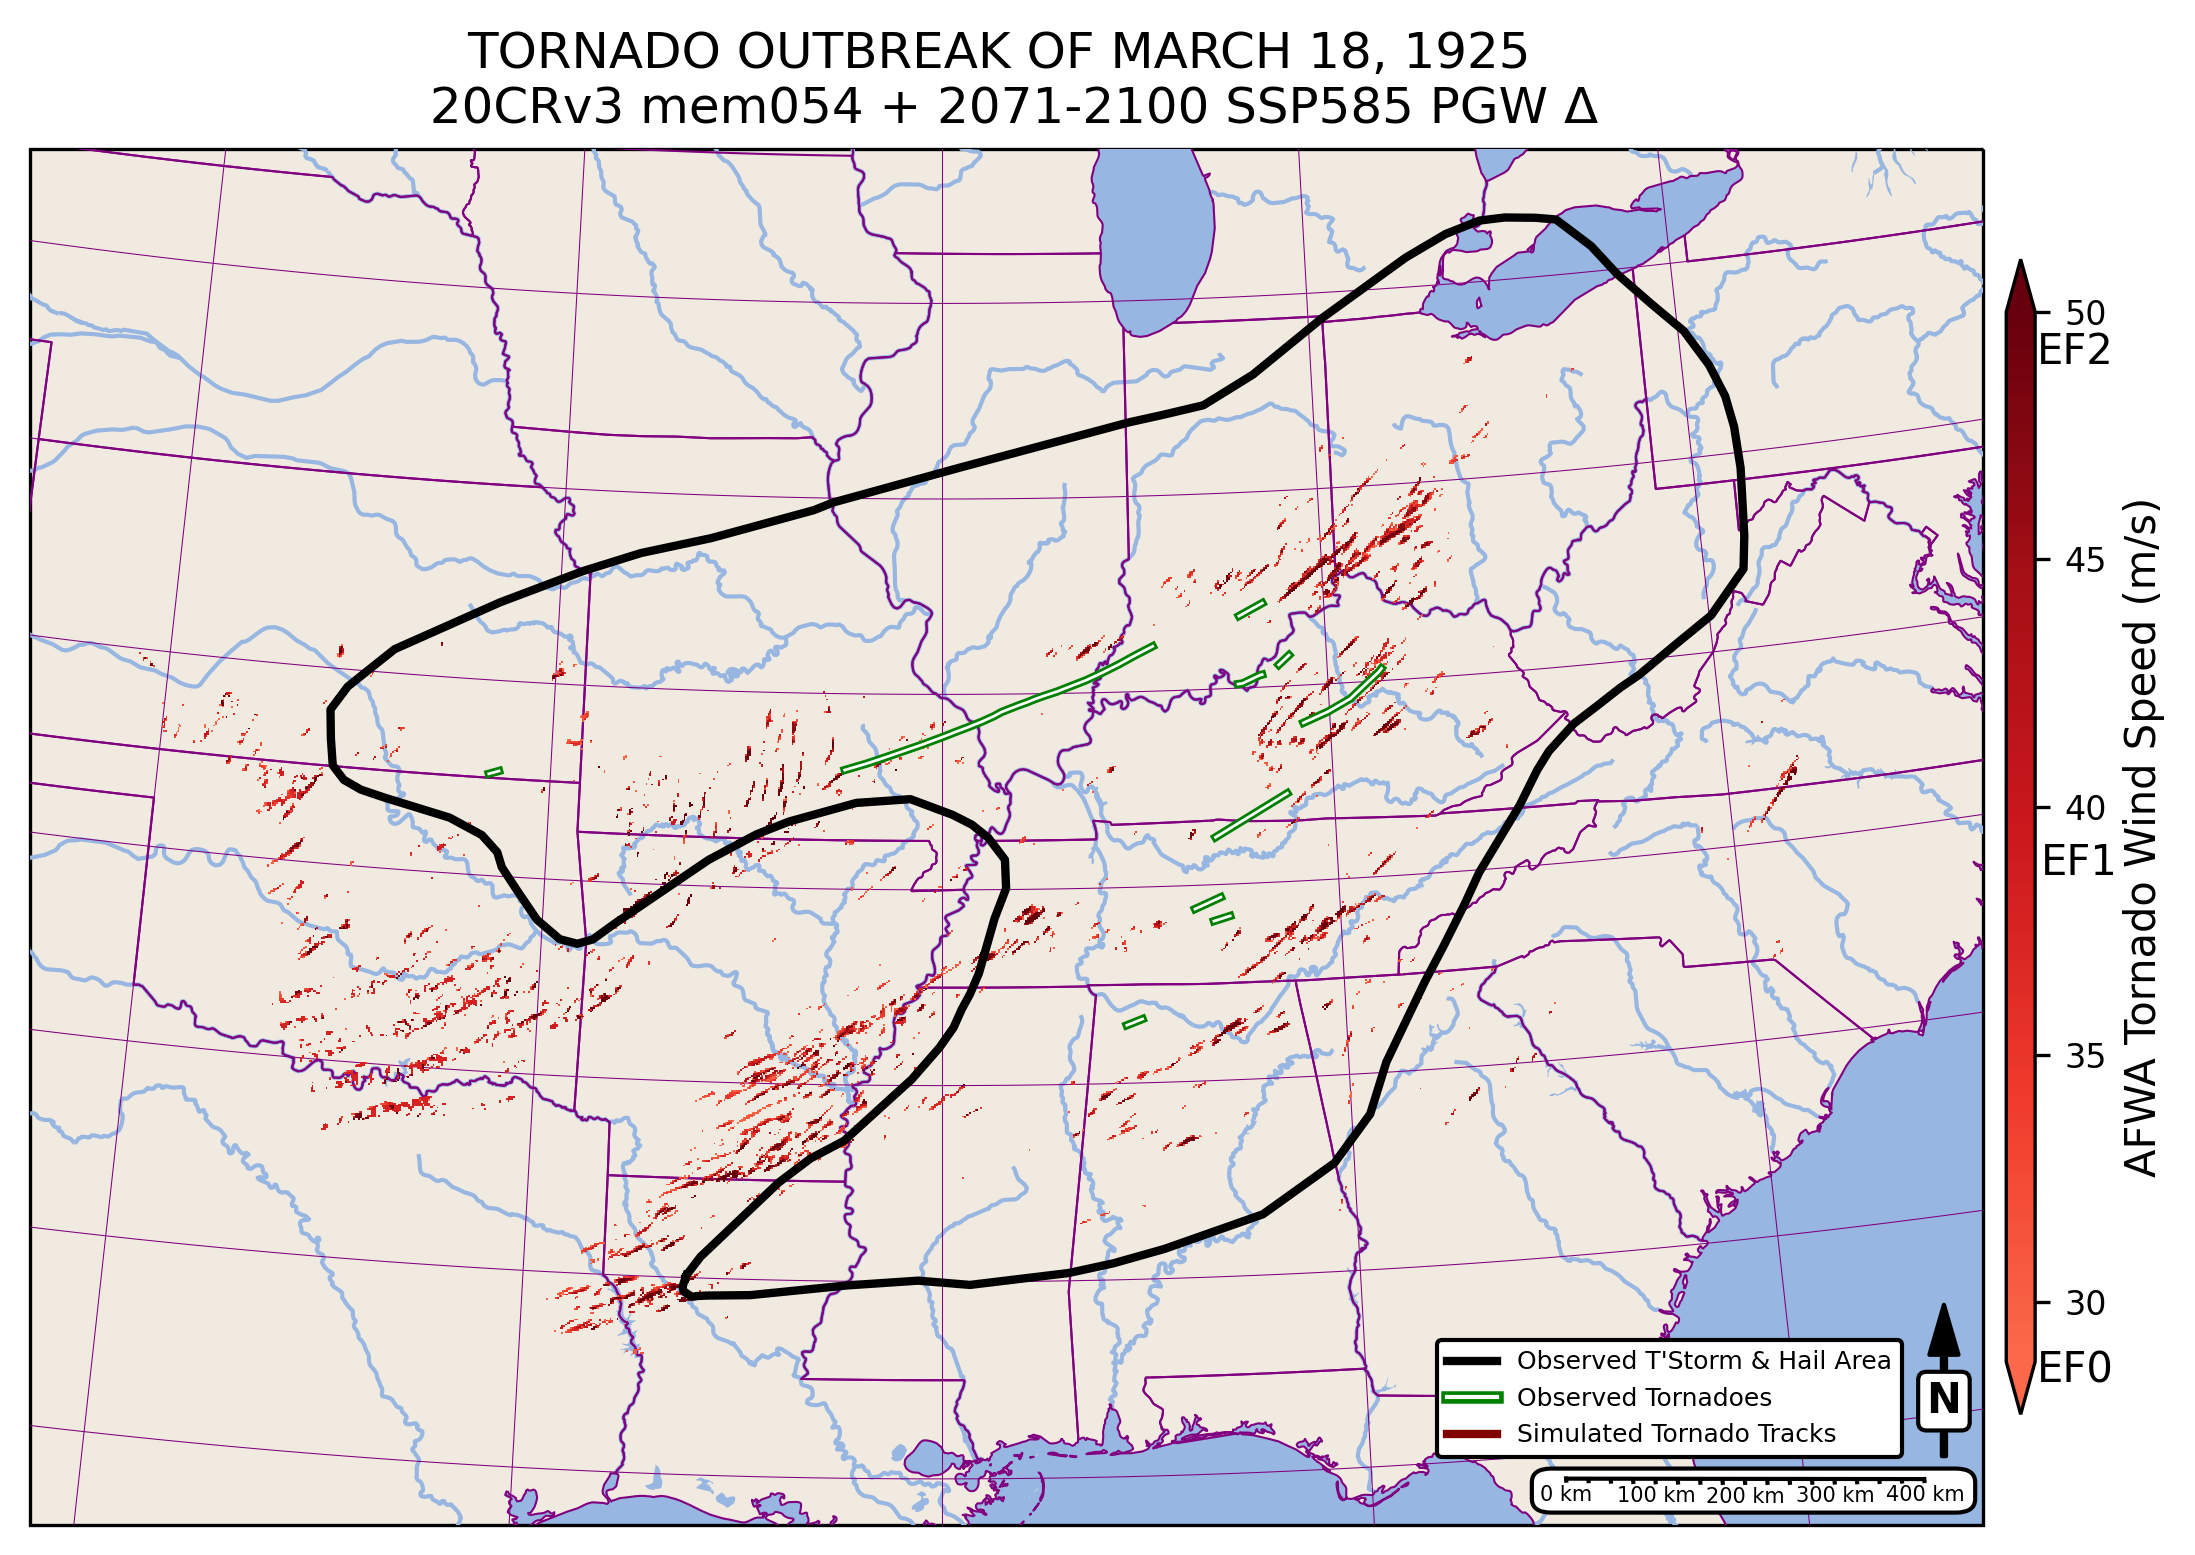 TORNADO OUTBREAK OF MARCH 18, 1925
20CRv3 mem054 + 2071-2100 SSP585 PGW Δ
50
EF2
45
40
EF1
35
30
EF0
AFWA Tornado Wind Speed (m/s)
Observed T'Storm & Hail Area
Observed Tornadoes
Simulated Tornado Tracks
N
0 km 100 km 200 km 300 km 400 km